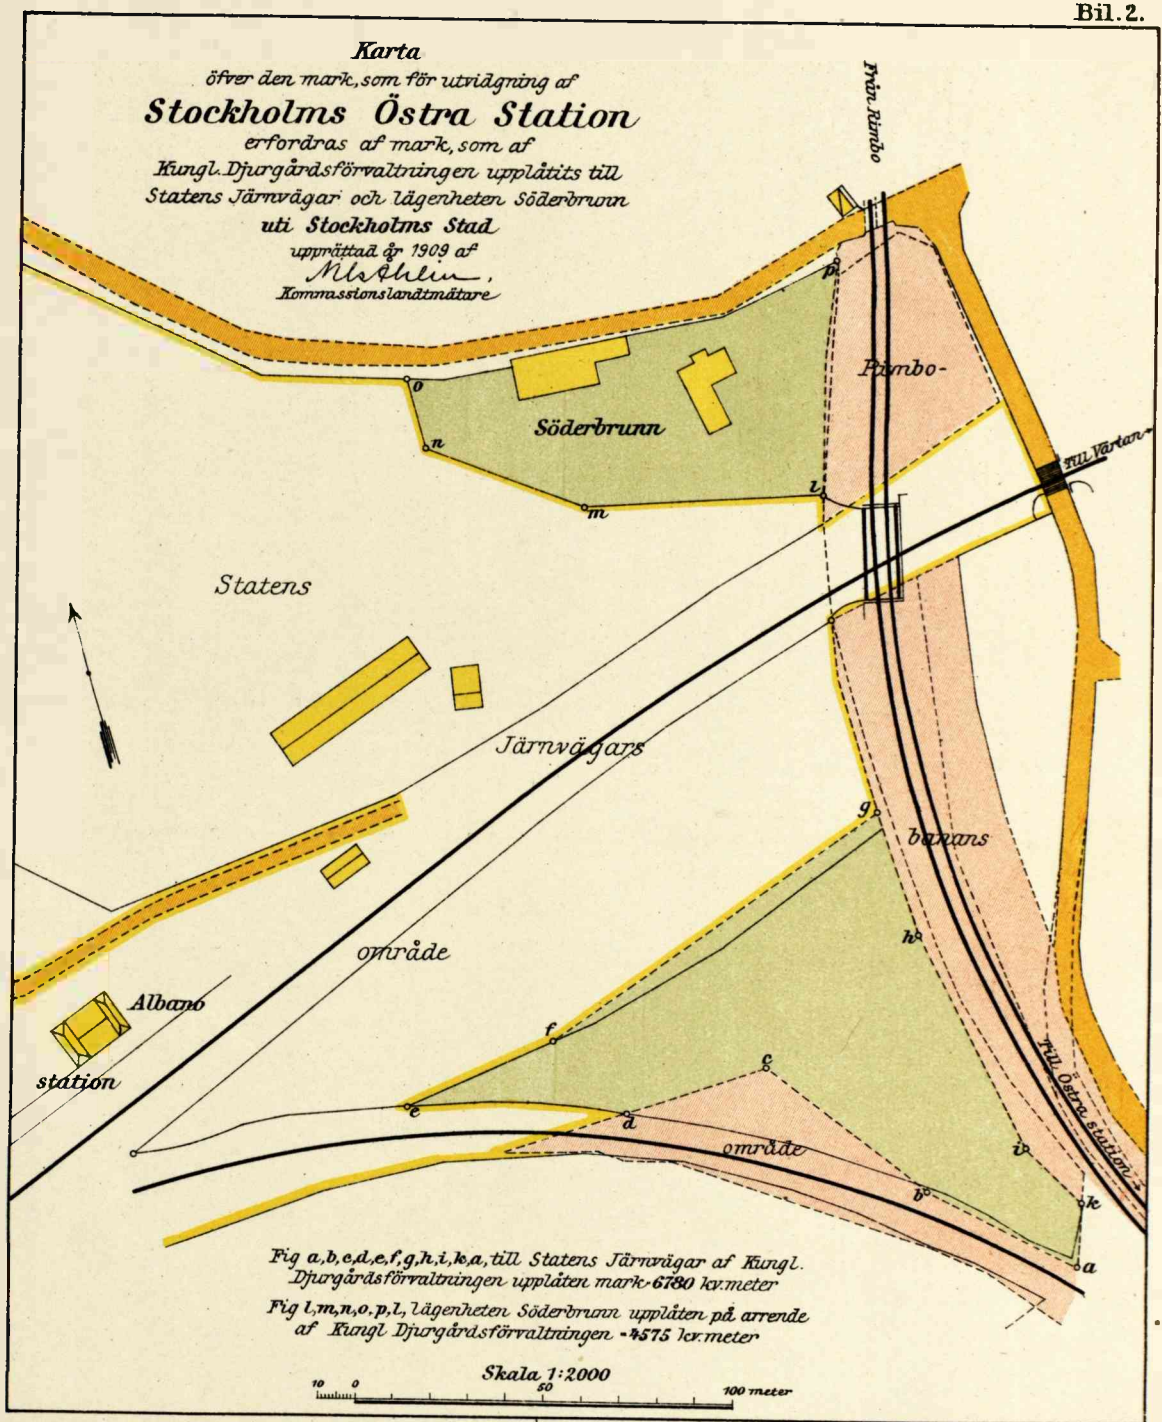 Bil. 2.
Karta
öfver den mark, som för utvidgning af
Stockholms Östra Station
erfordras af mark, som af
Kungl. Djurgårdsförvaltningen upplåtits till
Statens Järnvägar och lägenheten Söderbrunn
uti Stockholms Stad
upprättad år 1909 af
Kommissionslandtmätare
Från Rimbo
p
Rimbo-
o
Söderbrunn
n
Till Värtan
l
m
Statens
Järnvägars
g
banans
h
område
Albano
station
f
c
Till Östra station
e
d
område
i
b
k
a
Fig a,b,c,d,e,f,g,h,i,k,a, till Statens Järnvägar af Kungl.
Djurgårdsförvaltningen upplåten mark-6780 kv.meter
Fig l,m,n,o,p,l, lägenheten Söderbrunn upplåten på arrende
af Kungl Djurgårdsförvaltningen -4575 kv.meter
Skala 1:2000
10 0 50 100 meter